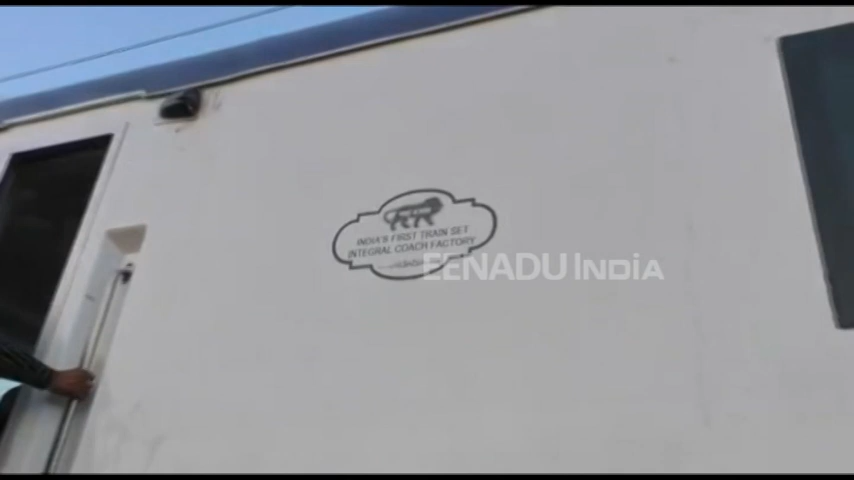 INDIA'S FIRST TRAIN SET
INTEGRAL COACH FACTORY
EENADU INDIA